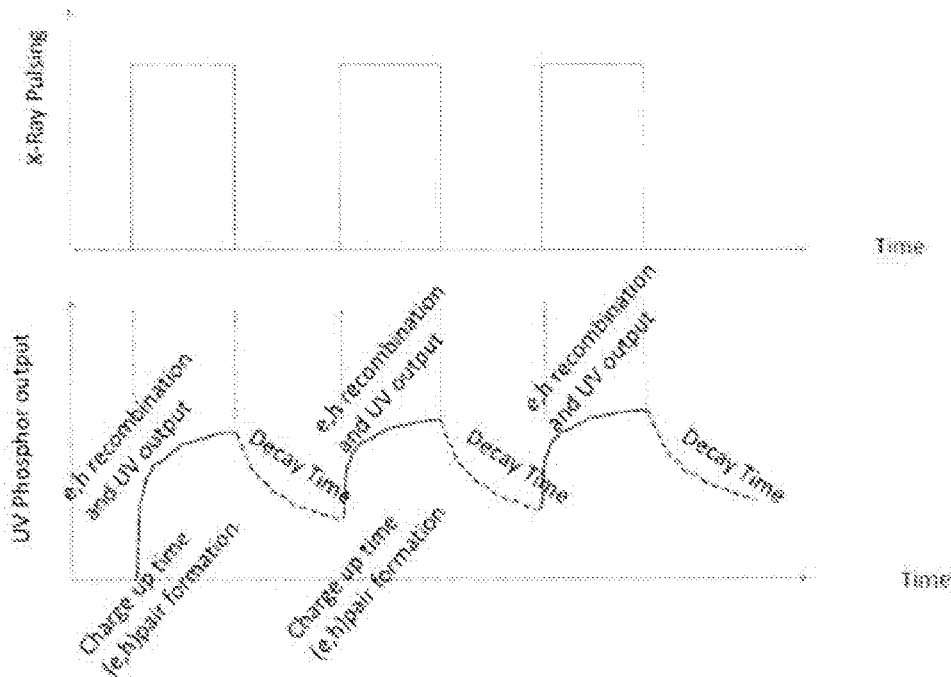 X-Ray Pulsing
Time
UV Phosphor output
e,h recombination
and UV output
Decay Time
e,h recombination
and UV output
Decay Time
e,h recombination
and UV output
Decay Time
Charge up time
(e,h)pair formation
Charge up time
(e,h)pair formation
Time